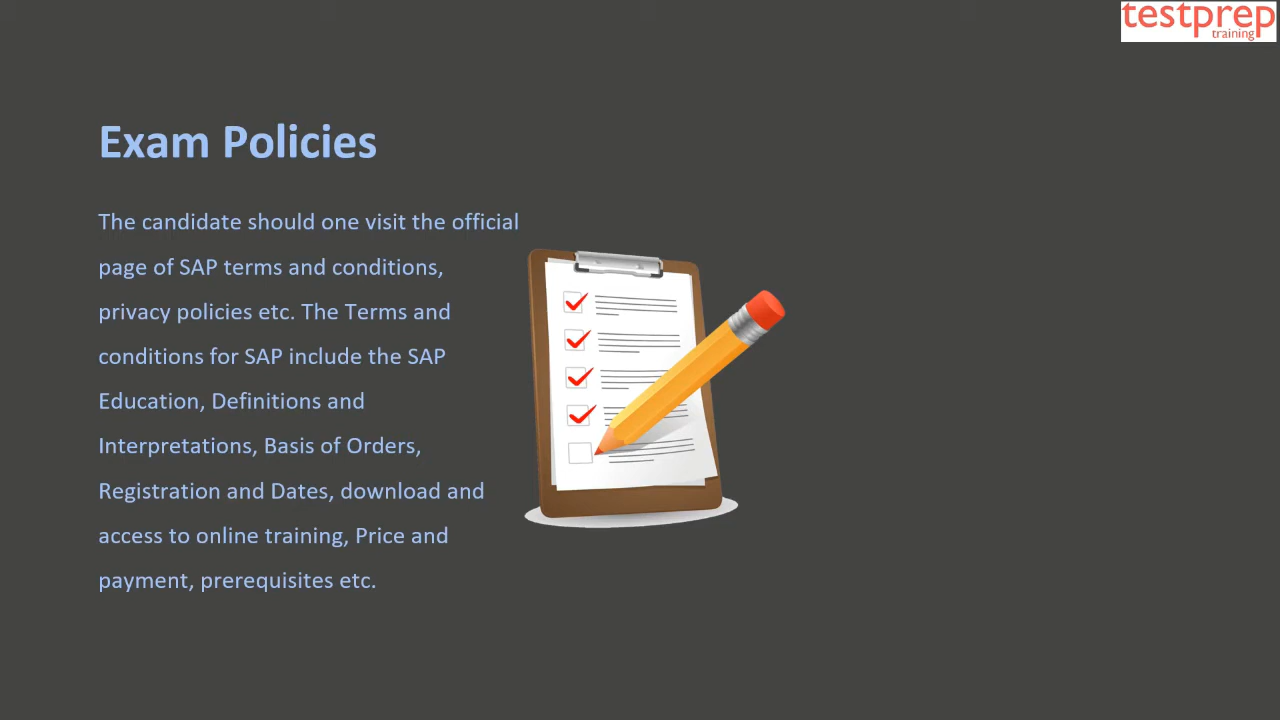 testprep
training
Exam Policies
The candidate should one visit the official
page of SAP terms and conditions,
privacy policies etc. The Terms and
conditions for SAP include the SAP
Education, Definitions and
Interpretations, Basis of Orders,
Registration and Dates, download and
access to online training, Price and
payment, prerequisites etc.